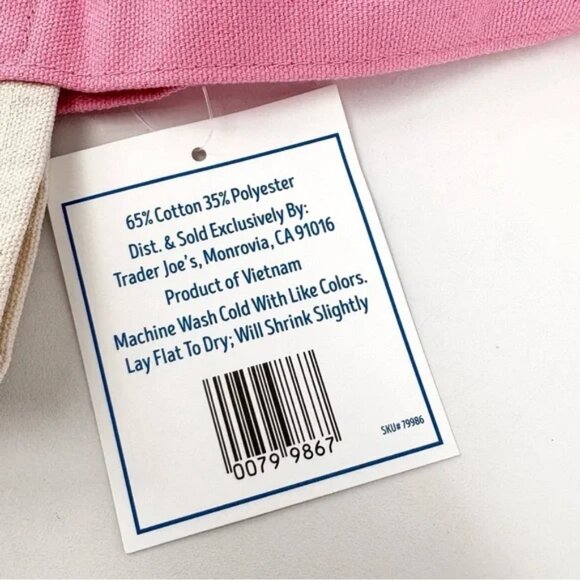 65% Cotton 35% Polyester
Dist. & Sold Exclusively By:
Trader Joe's, Monrovia, CA 91016
Product of Vietnam
Machine Wash Cold With Like Colors.
Lay Flat To Dry; Will Shrink Slightly
0079 9867
SKU# 79986